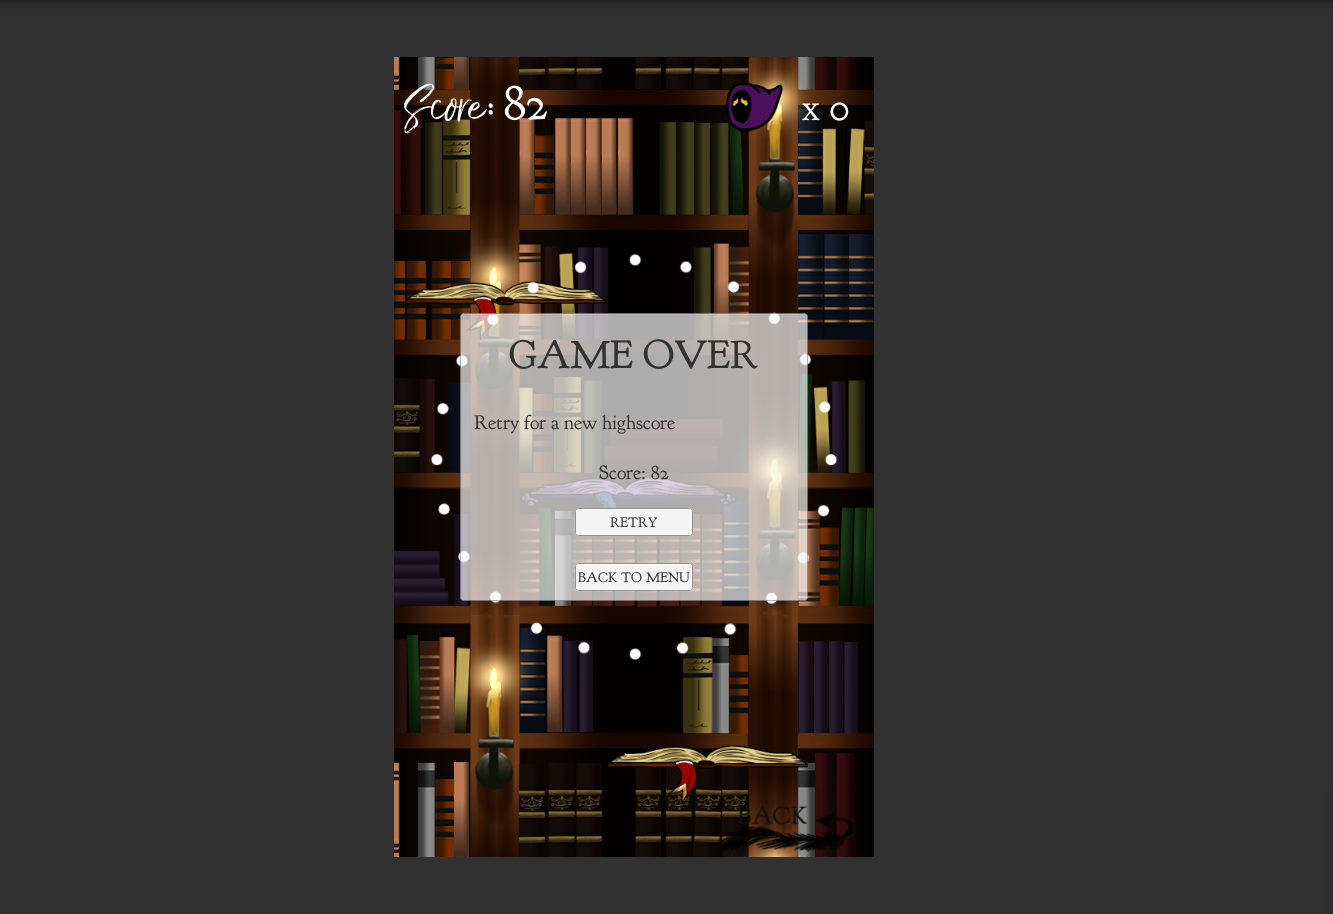 Score: 82
x 0
GAME OVER
Retry for a new highscore
Score: 82
RETRY
BACK TO MENU
BACK